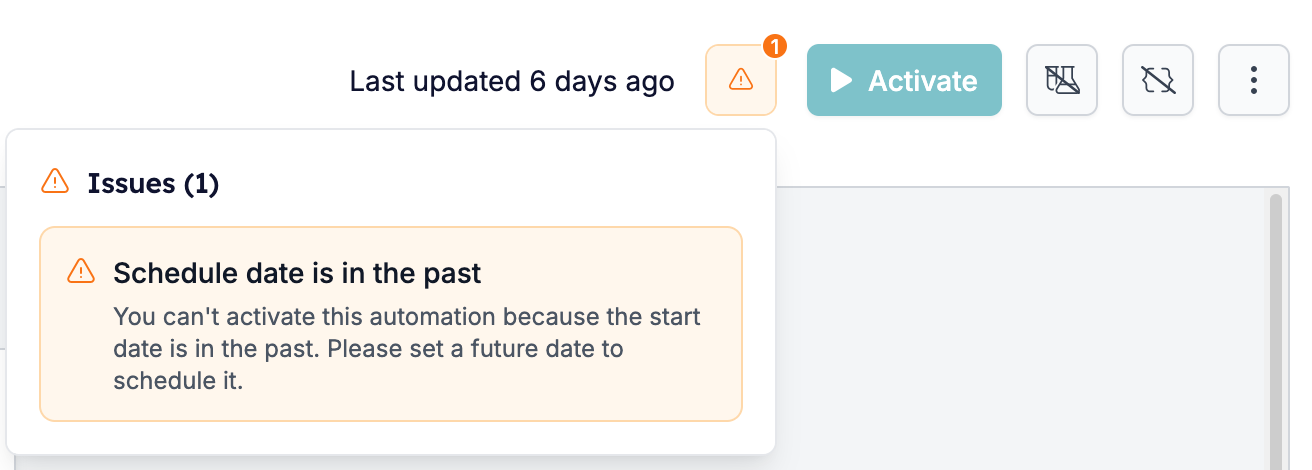 Last updated 6 days ago
1
Activate
Issues (1)
Schedule date is in the past
You can't activate this automation because the start
date is in the past. Please set a future date to
schedule it.